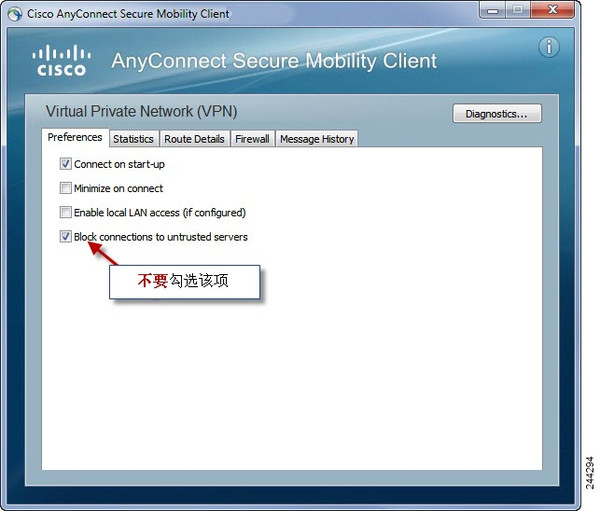 Cisco AnyConnect Secure Mobility Client
CISCO
AnyConnect Secure Mobility Client
Virtual Private Network (VPN)
Diagnostics...
Preferences
Statistics
Route Details
Firewall
Message History
Connect on start-up
Minimize on connect
Enable local LAN access (if configured)
Block connections to untrusted servers
不要勾选该项
244294